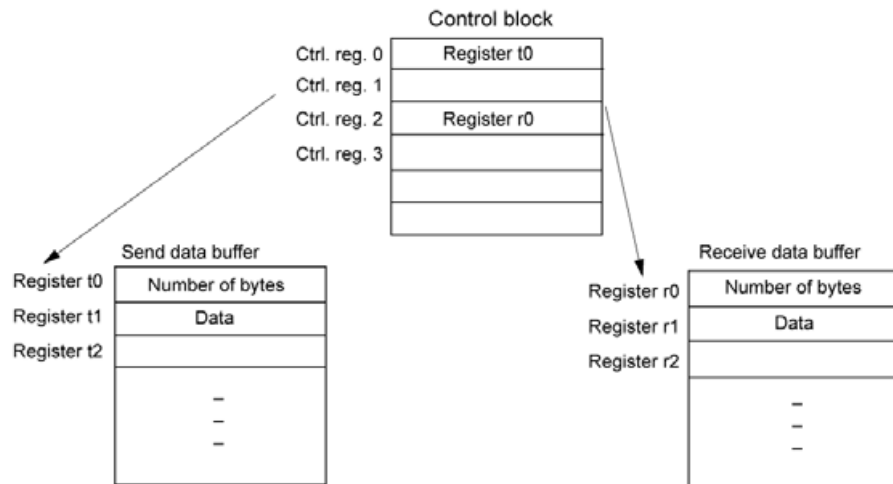 Control block
Ctrl. reg. 0 Register t0
Ctrl. reg. 1
Ctrl. reg. 2 Register r0
Ctrl. reg. 3
Send data buffer
Register t0 Number of bytes
Register t1 Data
Register t2
–
–
–
Receive data buffer
Register r0 Number of bytes
Register r1 Data
Register r2
–
–
–